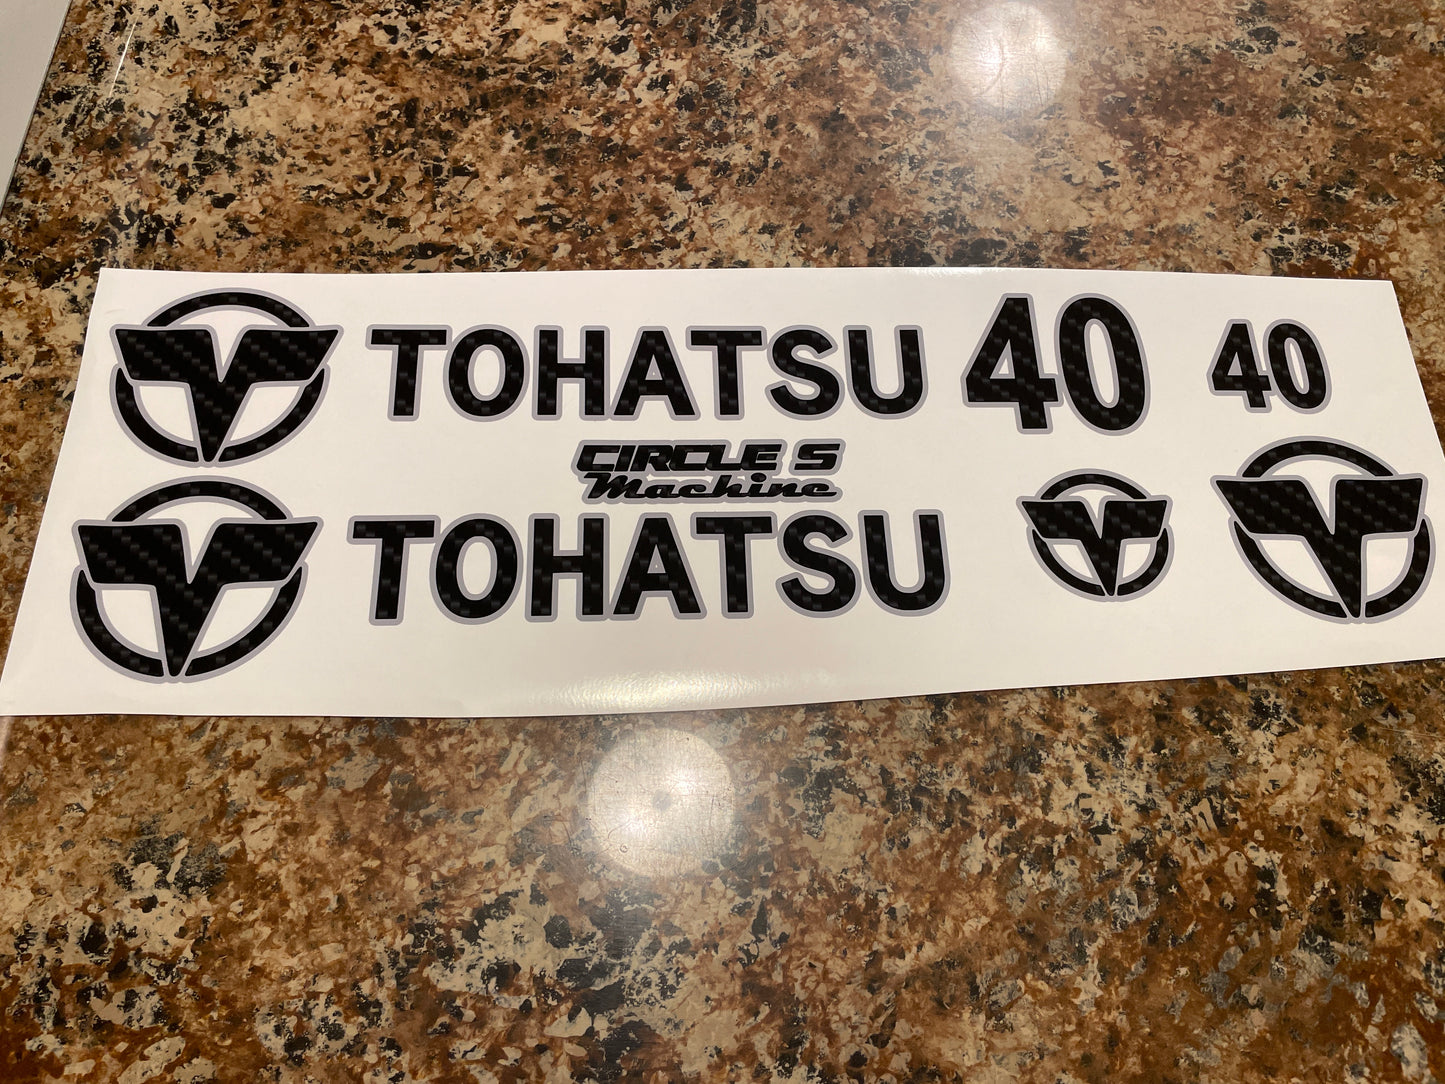 TOHATSU 40 40
CIRCLE S
Machine
TOHATSU